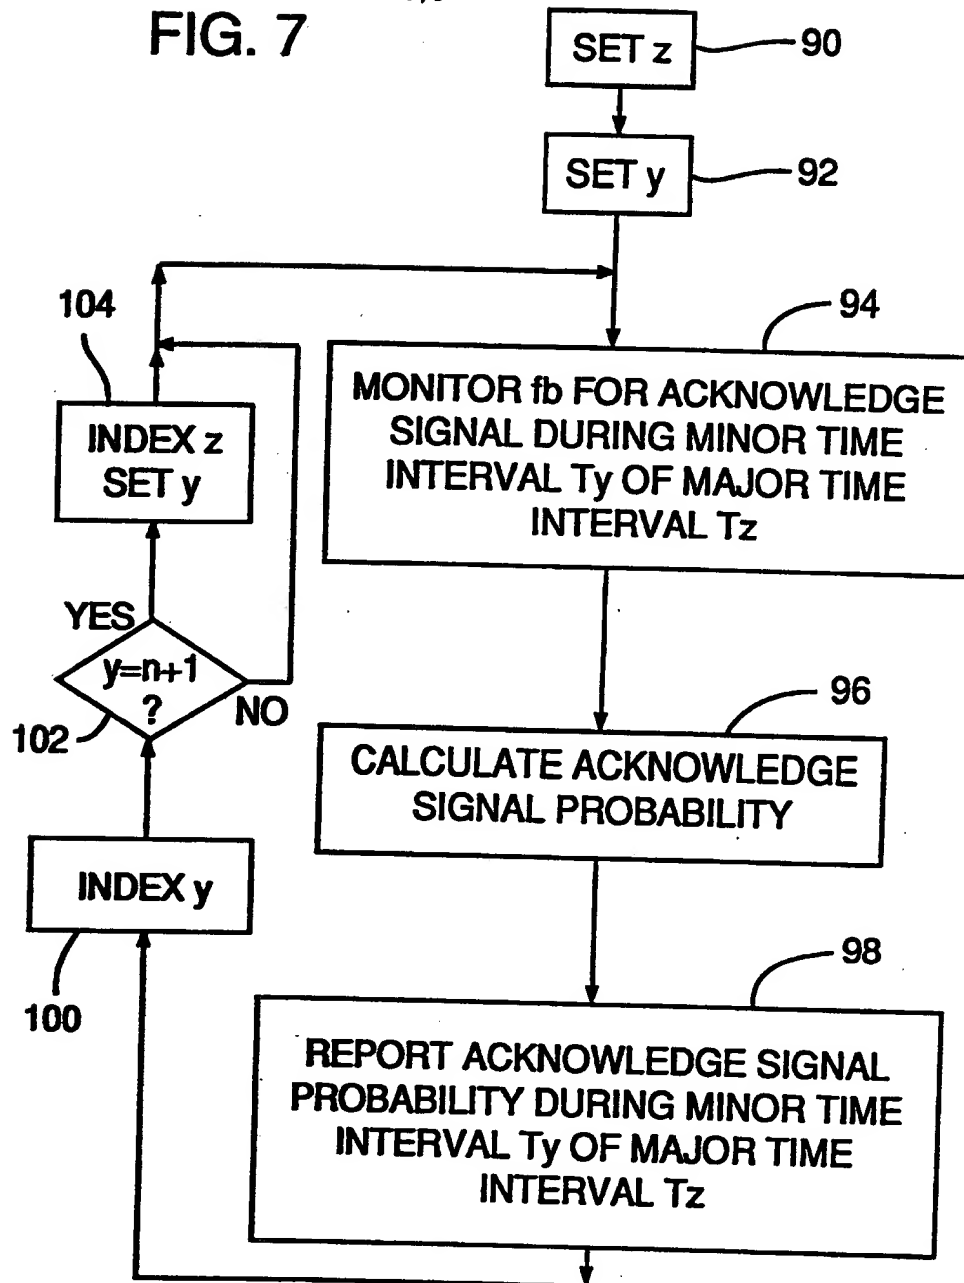 FIG. 7
SET z
90
SET y
92
104
94
INDEX z
SET y
MONITOR fb FOR ACKNOWLEDGE
SIGNAL DURING MINOR TIME
INTERVAL Ty OF MAJOR TIME
INTERVAL Tz
YES
y=n+1
?
NO
102
96
CALCULATE ACKNOWLEDGE
SIGNAL PROBABILITY
INDEX y
100
98
REPORT ACKNOWLEDGE SIGNAL
PROBABILITY DURING MINOR TIME
INTERVAL Ty OF MAJOR TIME
INTERVAL Tz